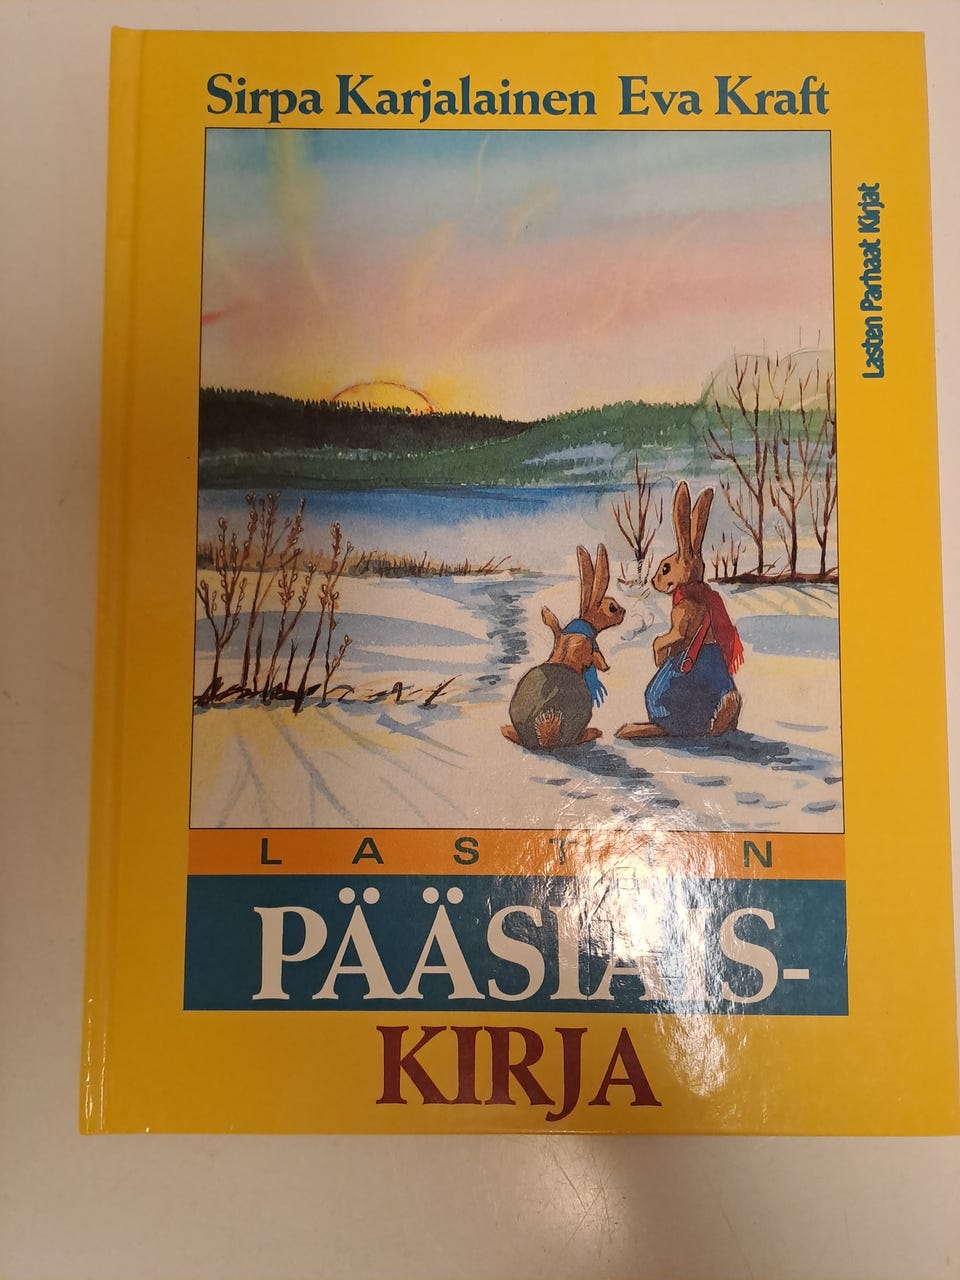 Sirpa Karjalainen Eva Kraft
Lasten Parhaat Kirjat
LASTEN
PÄÄSIÄIS-
KIRJA